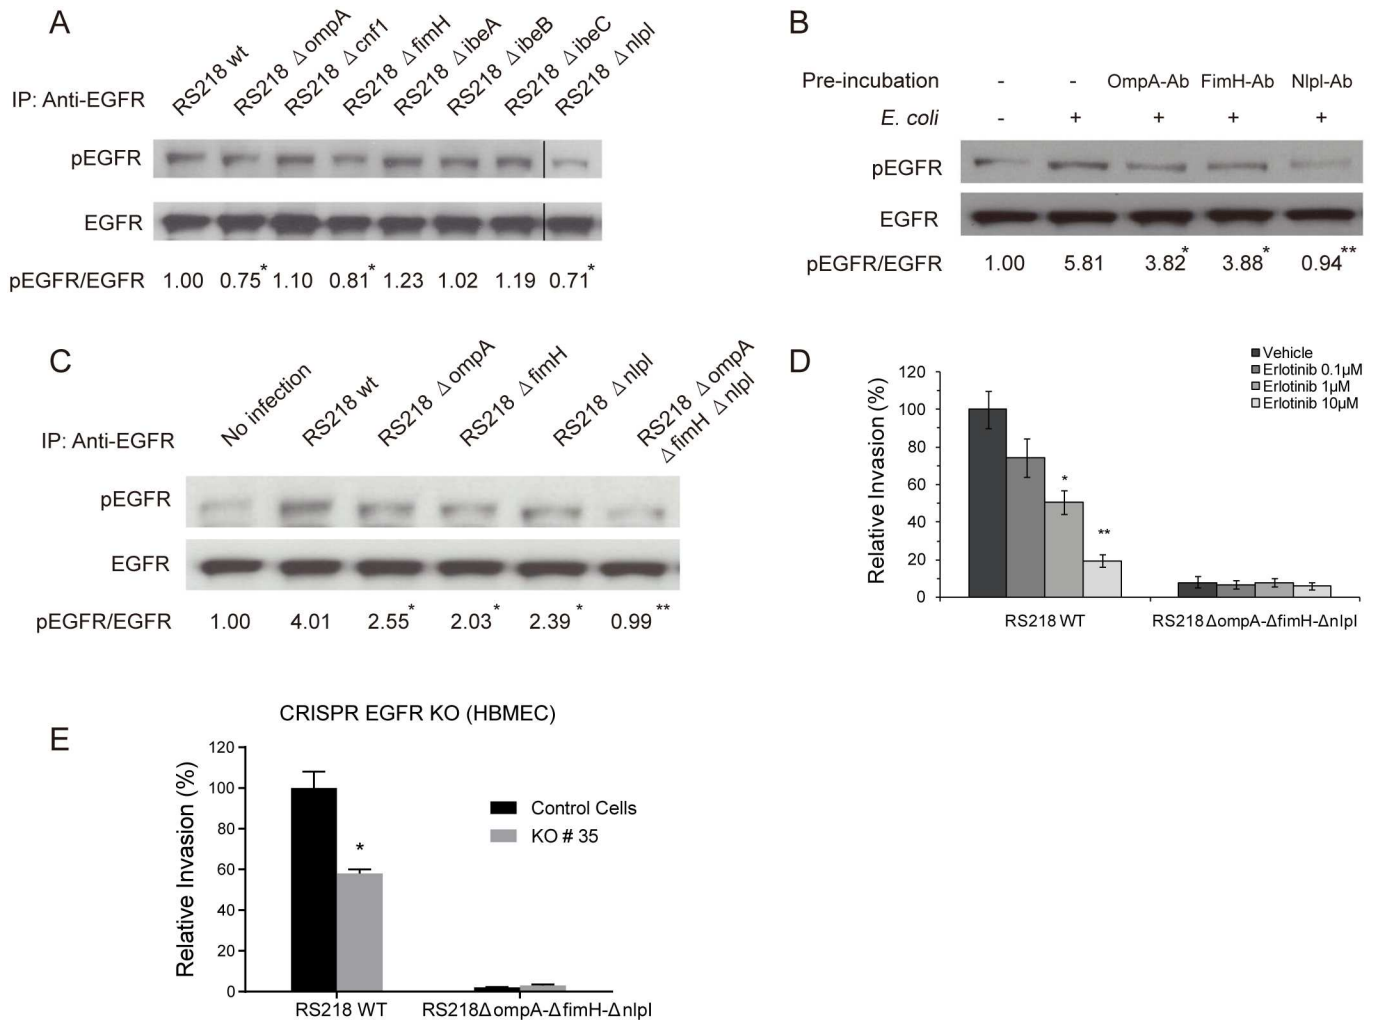 A
RS218 wt
RS218 ΔompA
RS218 Δcnf1
RS218 ΔfimH
RS218 ΔibeA
RS218 ΔibeB
RS218 ΔibeC
RS218 ΔnlpI
IP: Anti-EGFR
pEGFR
EGFR
pEGFR/EGFR 1.00 0.75* 1.10 0.81* 1.23 1.02 1.19 0.71*
B
Pre-incubation - - OmpA-Ab FimH-Ab NlpI-Ab
E. coli - + + + +
pEGFR
EGFR
pEGFR/EGFR 1.00 5.81 3.82* 3.88* 0.94**
C
No infection
RS218 wt
RS218 ΔompA
RS218 ΔfimH
RS218 ΔnlpI
RS218 ΔompA
ΔfimH ΔnlpI
IP: Anti-EGFR
pEGFR
EGFR
pEGFR/EGFR 1.00 4.01 2.55* 2.03* 2.39* 0.99**
D
Vehicle
Erlotinib 0.1μM
Erlotinib 1μM
Erlotinib 10μM
Relative Invasion (%)
120
100
80
60
40
20
0
*
**
RS218 WT RS218ΔompA-ΔfimH-ΔnlpI
E
CRISPR EGFR KO (HBMEC)
Relative Invasion (%)
120
100
80
60
40
20
0
*
Control Cells
KO # 35
RS218 WT RS218ΔompA-ΔfimH-ΔnlpI